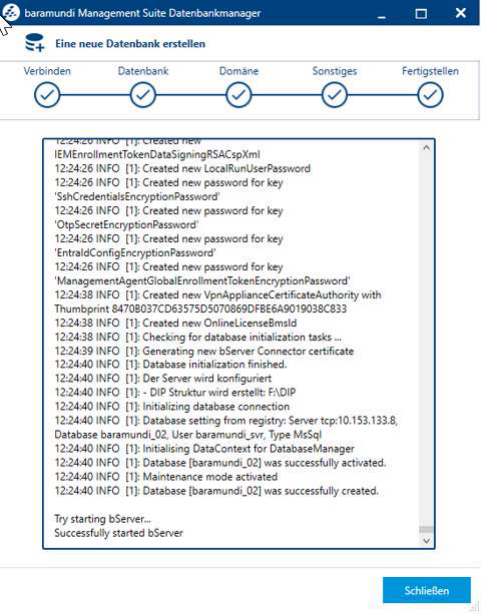 baramundi Management Suite Datenbankmanager
Eine neue Datenbank erstellen
Verbinden Datenbank Domäne Sonstiges Fertigstellen
12:24:26 INFO [1]: Created new
IEMEnrollmentTokenDataSigningRSACspXml
12:24:26 INFO [1]: Created new LocalRunUserPassword
12:24:26 INFO [1]: Created new password for key
'SshCredentialsEncryptionPassword'
12:24:26 INFO [1]: Created new password for key
'OtpSecretEncryptionPassword'
12:24:26 INFO [1]: Created new password for key
'EntraIdConfigEncryptionPassword'
12:24:26 INFO [1]: Created new password for key
'ManagementAgentGlobalEnrollmentTokenEncryptionPassword'
12:24:38 INFO [1]: Created new VpnApplianceCertificateAuthority with
Thumbprint 8470B037CD63575D5070869DFBE6A9019038C833
12:24:38 INFO [1]: Created new OnlineLicenseBmsId
12:24:38 INFO [1]: Checking for database initialization tasks ...
12:24:39 INFO [1]: Generating new bServer Connector certificate
12:24:40 INFO [1]: Database initialization finished.
12:24:40 INFO [1]: Der Server wird konfiguriert
12:24:40 INFO [1]: - DIP Struktur wird erstellt: F:\DIP
12:24:40 INFO [1]: Initializing database connection
12:24:40 INFO [1]: Database setting from registry: Server tcp:10.153.133.8,
Database baramundi_02, User baramundi_svr, Type MsSql
12:24:40 INFO [1]: Initialising DataContext for DatabaseManager
12:24:40 INFO [1]: Database [baramundi_02] was successfully activated.
12:24:40 INFO [1]: Maintenance mode activated
12:24:40 INFO [1]: Database [baramundi_02] was successfully created.
Try starting bServer...
Successfully started bServer
Schließen